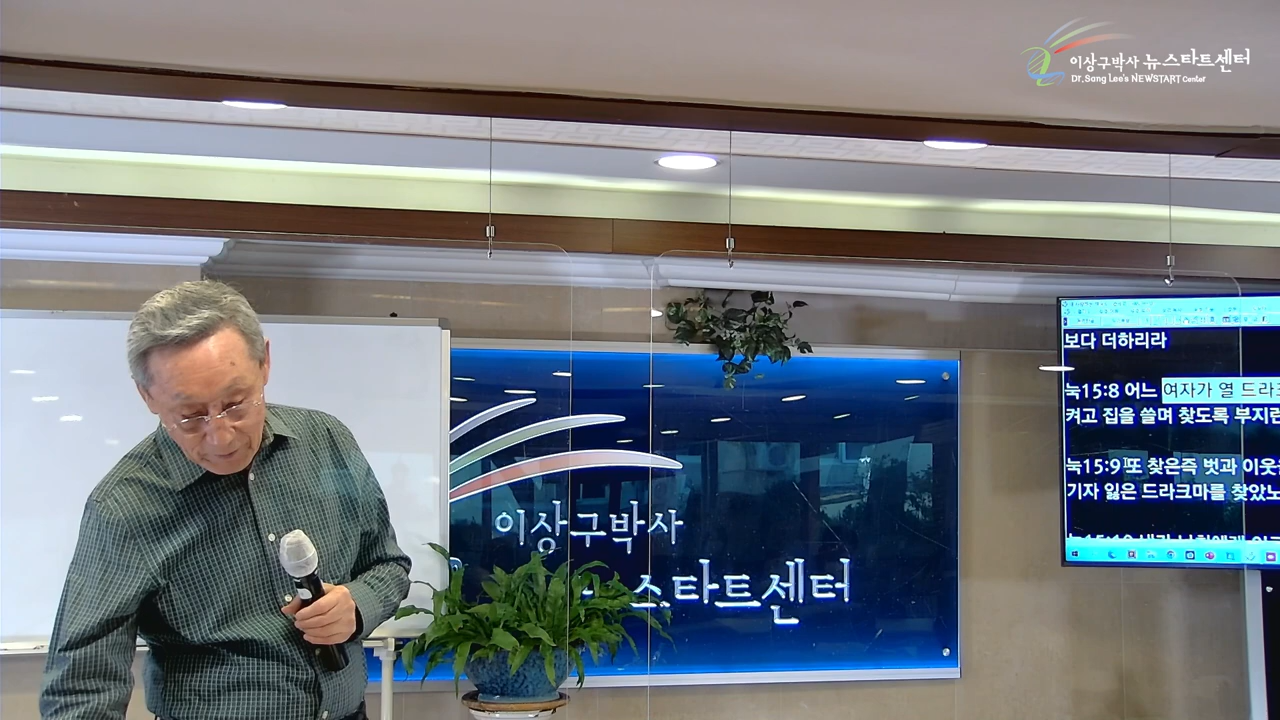 이상구박사 뉴스타트센터
Dr. Sang Lee's NEWSTART Center
보다 더하리라
눅15:8 어느 여자가 열 드라크
켜고 집을 쓸며 찾도록 부지런
눅15:9 또 찾은즉 벗과 이웃
기자 잃은 드라크마를 찾았노
이상구박사
스타트센터